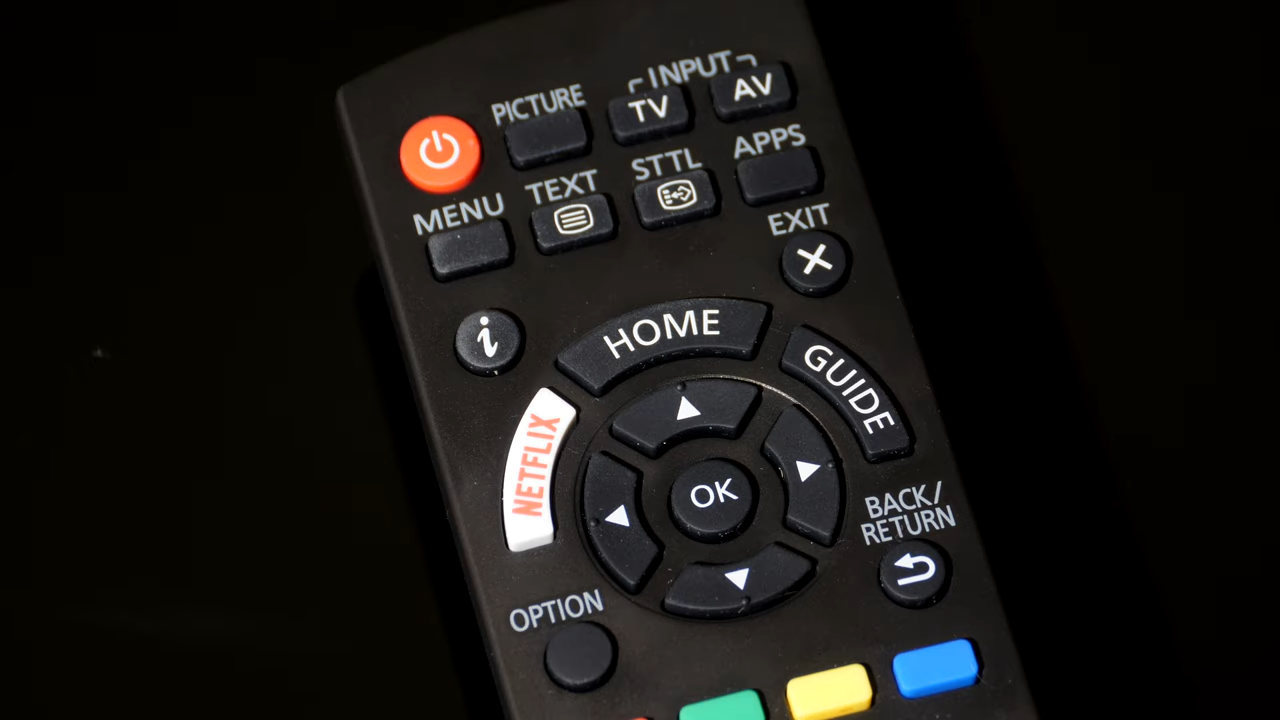 INPUT
PICTURE
TV
AV
MENU
TEXT
STTL
APPS
EXIT
i
HOME
GUIDE
NETFLIX
OK
BACK/
RETURN
OPTION